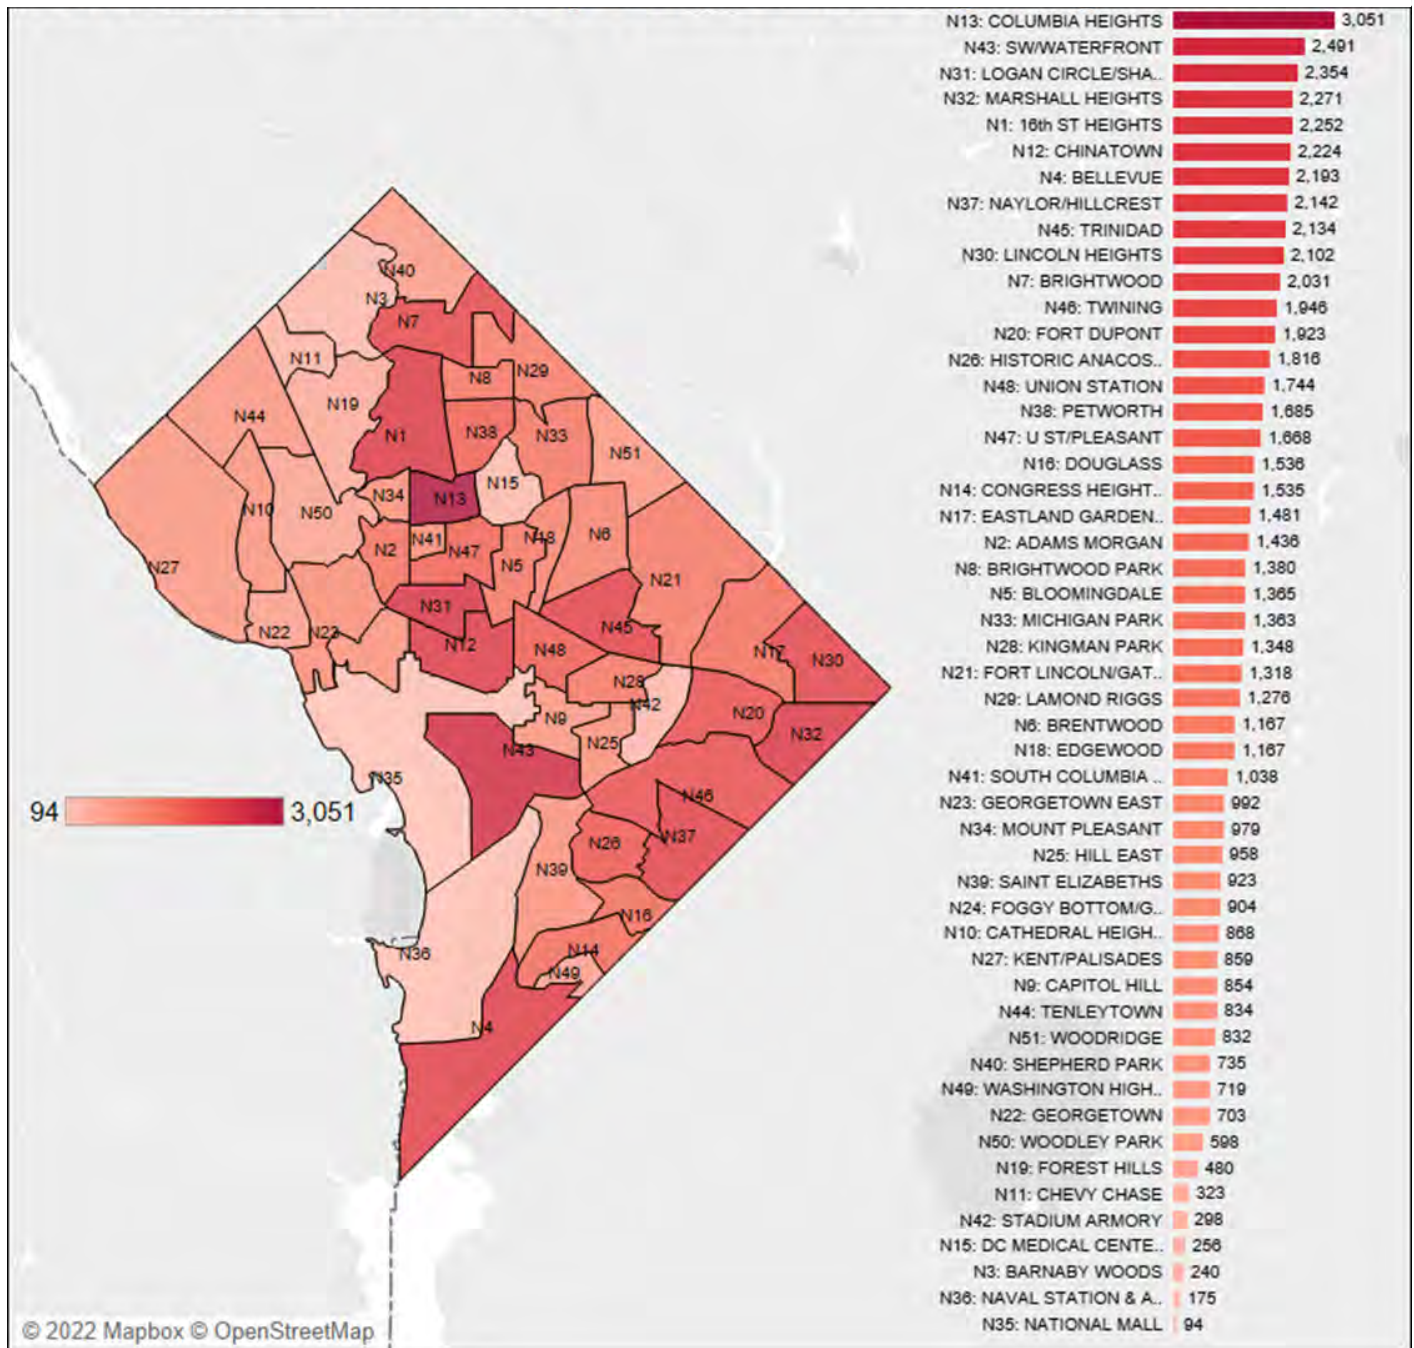 N13: COLUMBIA HEIGHTS 3,051
N43: SW/WATERFRONT 2,491
N31: LOGAN CIRCLE/SHA.. 2,354
N32: MARSHALL HEIGHTS 2,271
N1: 16th ST HEIGHTS 2,252
N12: CHINATOWN 2,224
N4: BELLEVUE 2,193
N37: NAYLOR/HILLCREST 2,142
N45: TRINIDAD 2,134
N30: LINCOLN HEIGHTS 2,102
N7: BRIGHTWOOD 2,031
N46: TWINING 1,946
N20: FORT DUPONT 1,923
N26: HISTORIC ANACOS.. 1,816
N48: UNION STATION 1,744
N38: PETWORTH 1,685
N47: U ST/PLEASANT 1,668
N16: DOUGLASS 1,536
N14: CONGRESS HEIGHT.. 1,535
N17: EASTLAND GARDEN.. 1,481
N2: ADAMS MORGAN 1,436
N8: BRIGHTWOOD PARK 1,380
N5: BLOOMINGDALE 1,365
N33: MICHIGAN PARK 1,363
N28: KINGMAN PARK 1,348
N21: FORT LINCOLN/GAT.. 1,318
N29: LAMOND RIGGS 1,276
N6: BRENTWOOD 1,167
N18: EDGEWOOD 1,167
N41: SOUTH COLUMBIA .. 1,038
N23: GEORGETOWN EAST 992
N34: MOUNT PLEASANT 979
N25: HILL EAST 958
N39: SAINT ELIZABETHS 923
N24: FOGGY BOTTOM/G.. 904
N10: CATHEDRAL HEIGH.. 868
N27: KENT/PALISADES 859
N9: CAPITOL HILL 854
N44: TENLEYTOWN 834
N51: WOODRIDGE 832
N40: SHEPHERD PARK 735
N49: WASHINGTON HIGH.. 719
N22: GEORGETOWN 703
N50: WOODLEY PARK 598
N19: FOREST HILLS 480
N11: CHEVY CHASE 323
N42: STADIUM ARMORY 298
N15: DC MEDICAL CENTE.. 256
N3: BARNABY WOODS 240
N36: NAVAL STATION & A.. 175
N35: NATIONAL MALL 94
N40
N3
N7
N11
N8
N29
N19
N44
N1
N38
N33
N51
N15
N34
N13
N10
N50
N18
N6
N41
N2
N47
N5
N27
N21
N31
N45
N22
N23
N12
N48
N17
N30
N28
N42
N9
N20
N25
N32
N43
N35
N46
N37
N26
N39
N16
N14
N36
N49
N4
94 3,051
© 2022 Mapbox © OpenStreetMap